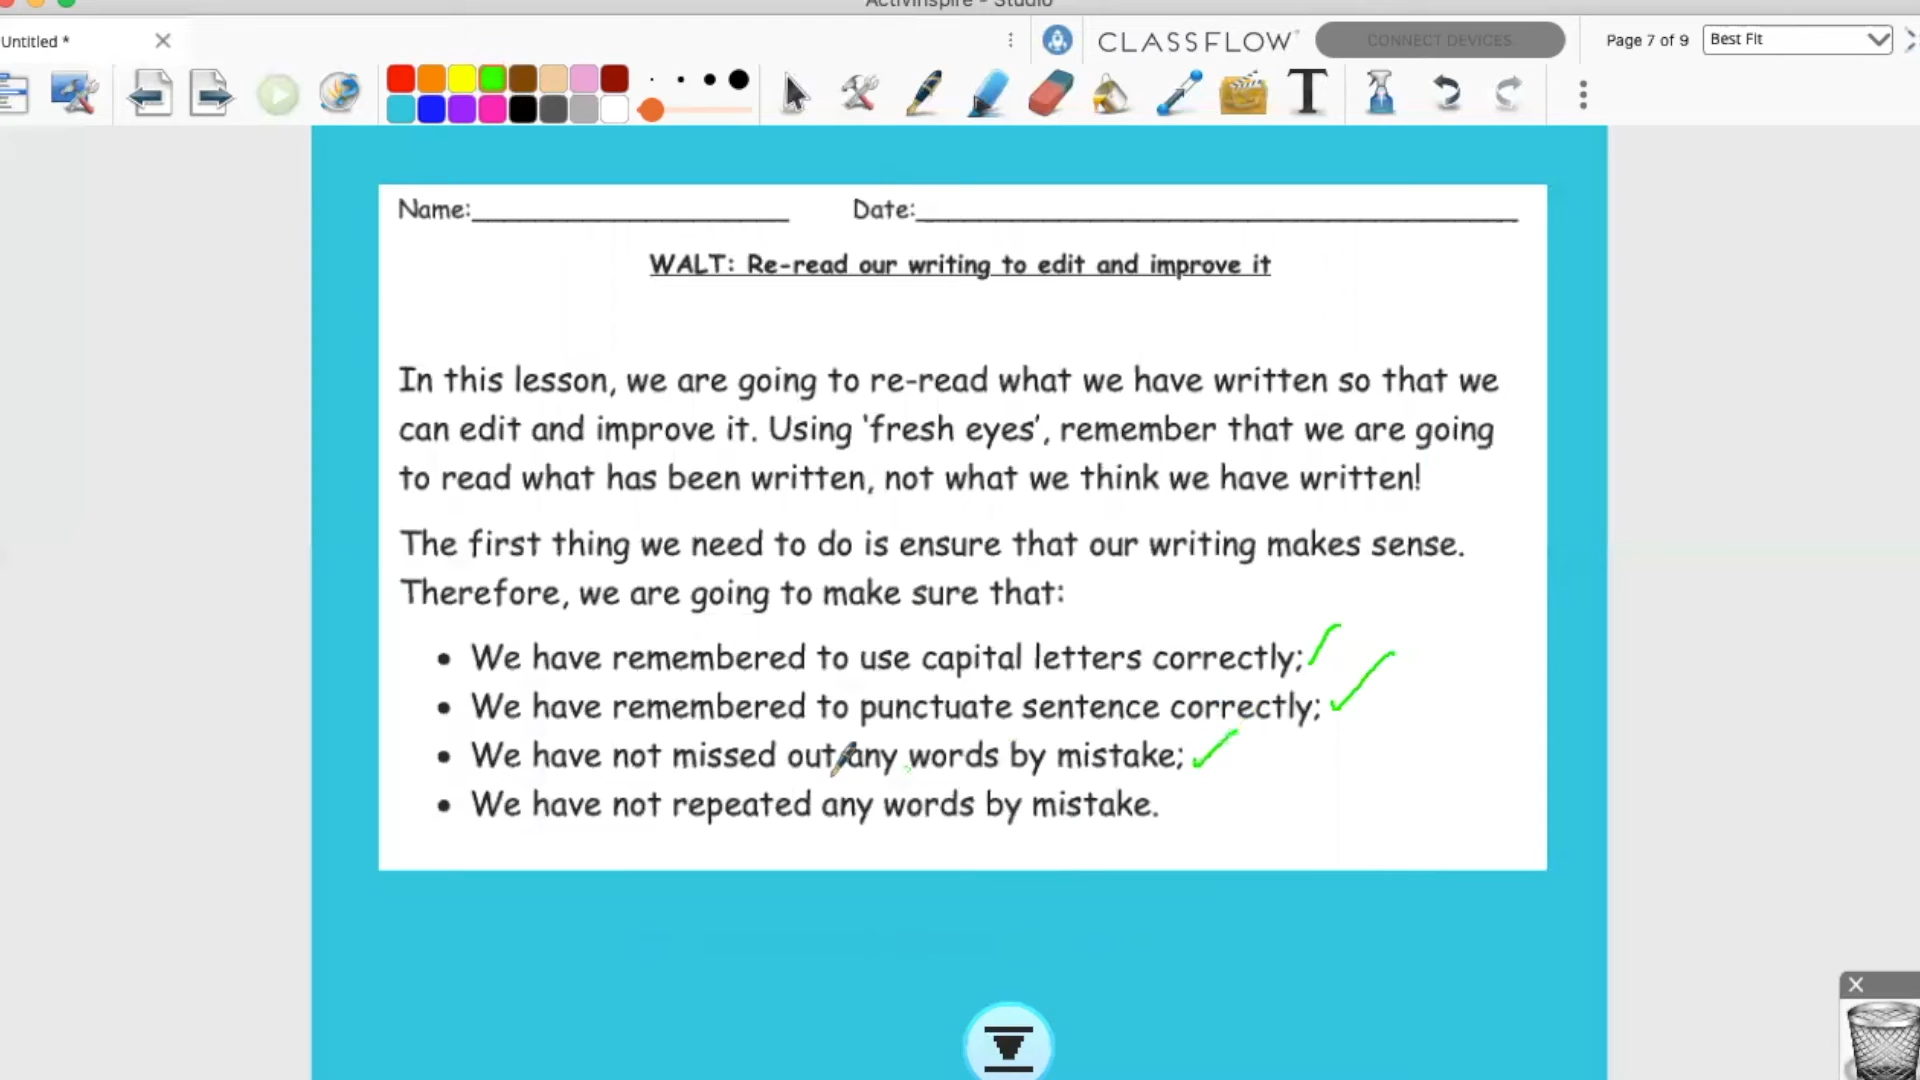 ActivInspire - Studio
Untitled *
CLASSFLOW
CONNECT DEVICES
Page 7 of 9
Best Fit
T
Name:
Date:
WALT: Re-read our writing to edit and improve it
In this lesson, we are going to re-read what we have written so that we
can edit and improve it. Using 'fresh eyes', remember that we are going
to read what has been written, not what we think we have written!
The first thing we need to do is ensure that our writing makes sense.
Therefore, we are going to make sure that:
• We have remembered to use capital letters correctly;
• We have remembered to punctuate sentence correctly;
• We have not missed out any words by mistake;
• We have not repeated any words by mistake.